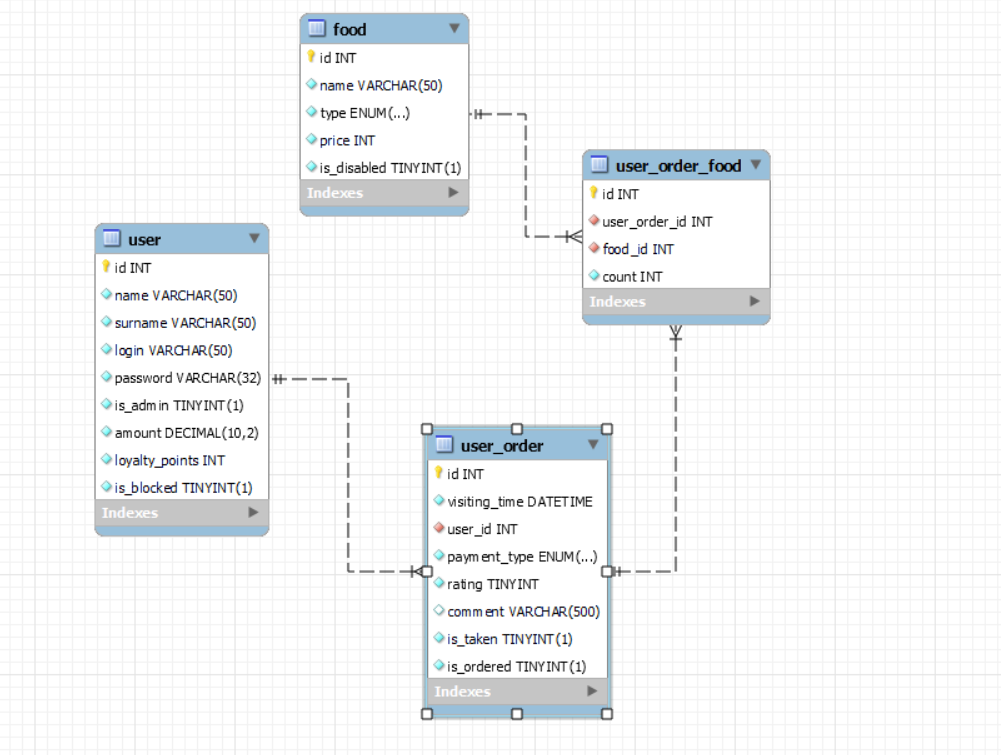 food
id INT
name VARCHAR(50)
type ENUM(...)
price INT
is_disabled TINYINT(1)
Indexes
user_order_food
id INT
user_order_id INT
food_id INT
count INT
Indexes
user
id INT
name VARCHAR(50)
surname VARCHAR(50)
login VARCHAR(50)
password VARCHAR(32)
is_admin TINYINT(1)
amount DECIMAL(10,2)
loyalty_points INT
is_blocked TINYINT(1)
Indexes
user_order
id INT
visiting_time DATETIME
user_id INT
payment_type ENUM(...)
rating TINYINT
comment VARCHAR(500)
is_taken TINYINT(1)
is_ordered TINYINT(1)
Indexes